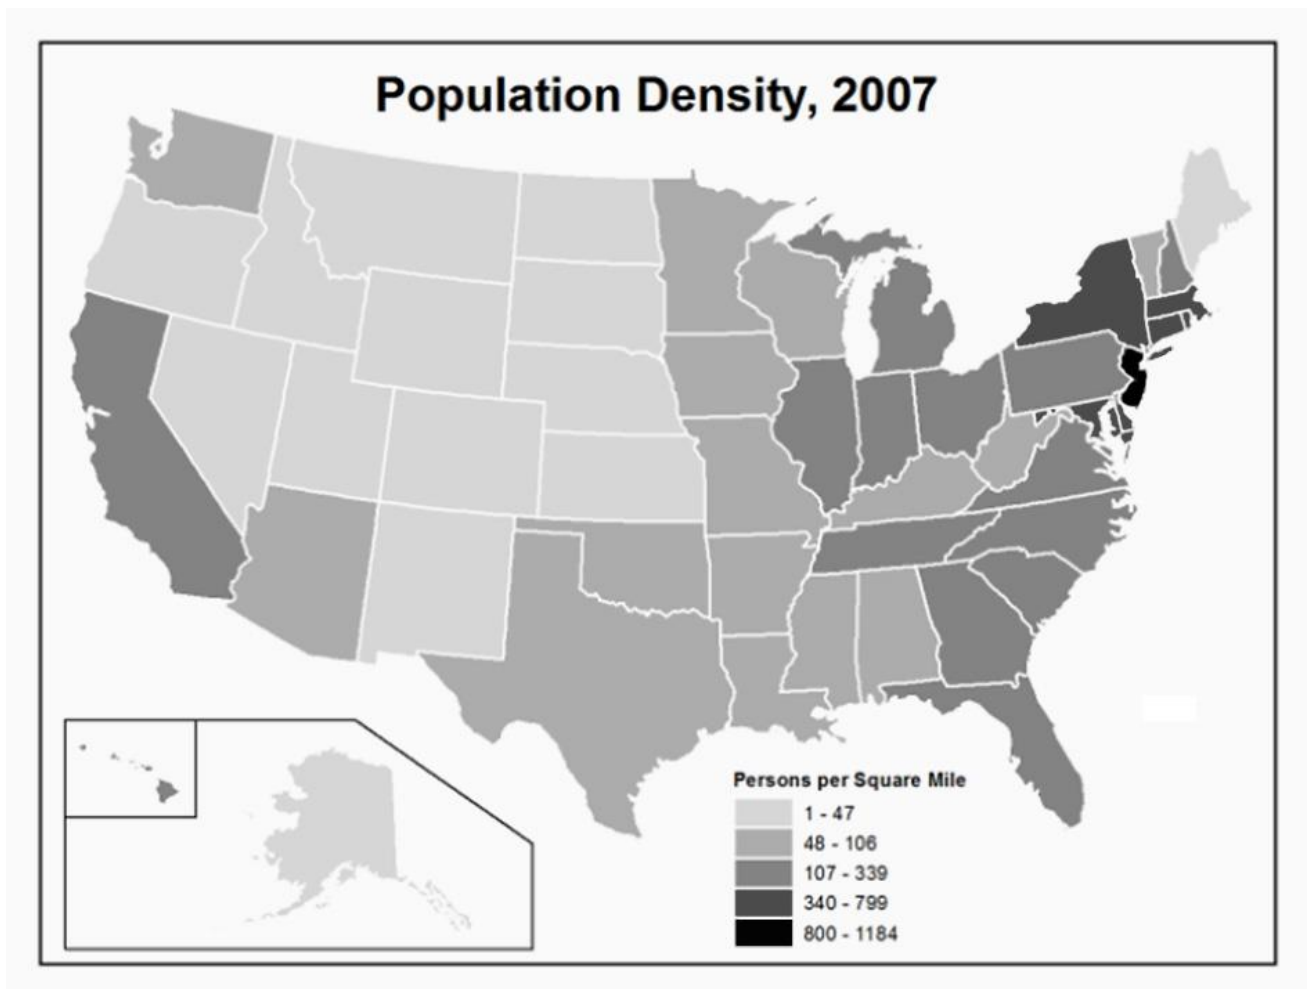 Population Density, 2007
Persons per Square Mile
1 - 47
48 - 106
107 - 339
340 - 799
800 - 1184